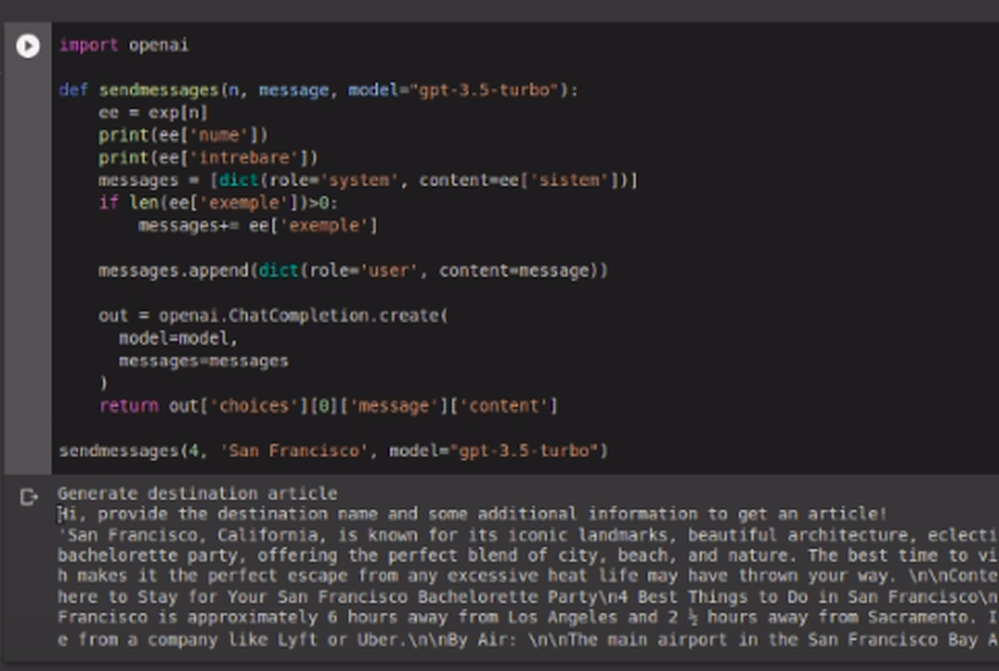 import openai
def sendmessages(n, message, model="gpt-3.5-turbo"):
ee = exp[n]
print(ee['nume'])
print(ee['intrebare'])
messages = [dict(role='system', content=ee['sistem'])]
if len(ee['exemple'])>0:
messages+= ee['exemple']
messages.append(dict(role='user', content=message))
out = openai.ChatCompletion.create(
model=model,
messages=messages
)
return out['choices'][0]['message']['content']
sendmessages(4, 'San Francisco', model="gpt-3.5-turbo")
Generate destination article
Hi, provide the destination name and some additional information to get an article!
'San Francisco, California, is known for its iconic landmarks, beautiful architecture, eclecti
bachelorette party, offering the perfect blend of city, beach, and nature. The best time to vi
h makes it the perfect escape from any excessive heat life may have thrown your way. \n\nConte
here to Stay for Your San Francisco Bachelorette Party\n4 Best Things to Do in San Francisco\n
Francisco is approximately 6 hours away from Los Angeles and 2 ½ hours away from Sacramento. I
e from a company like Lyft or Uber.\n\nBy Air: \n\nThe main airport in the San Francisco Bay A